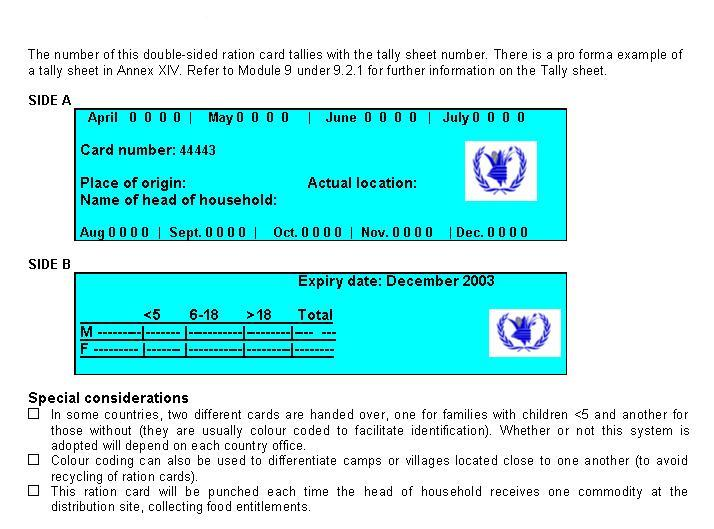 The number of this double-sided ration card tallies with the tally sheet number. There is a pro forma example of
a tally sheet in Annex XIV. Refer to Module 9 under 9.2.1 for further information on the Tally sheet.
SIDE A
April 0 0 0 0 | May 0 0 0 0 | June 0 0 0 0 | July 0 0 0 0
Card number: 44443
Place of origin: Actual location:
Name of head of household:
Aug 0 0 0 0 | Sept. 0 0 0 0 | Oct. 0 0 0 0 | Nov. 0 0 0 0 | Dec. 0 0 0 0
SIDE B
Expiry date: December 2003
<5 6-18 >18 Total
M ---------|------- |-----------|---------|---- ---
F --------- |------- |-----------|---------|--------
Special considerations
☐ In some countries, two different cards are handed over, one for families with children <5 and another for
those without (they are usually colour coded to facilitate identification). Whether or not this system is
adopted will depend on each country office.
☐ Colour coding can also be used to differentiate camps or villages located close to one another (to avoid
recycling of ration cards).
☐ This ration card will be punched each time the head of household receives one commodity at the
distribution site, collecting food entitlements.